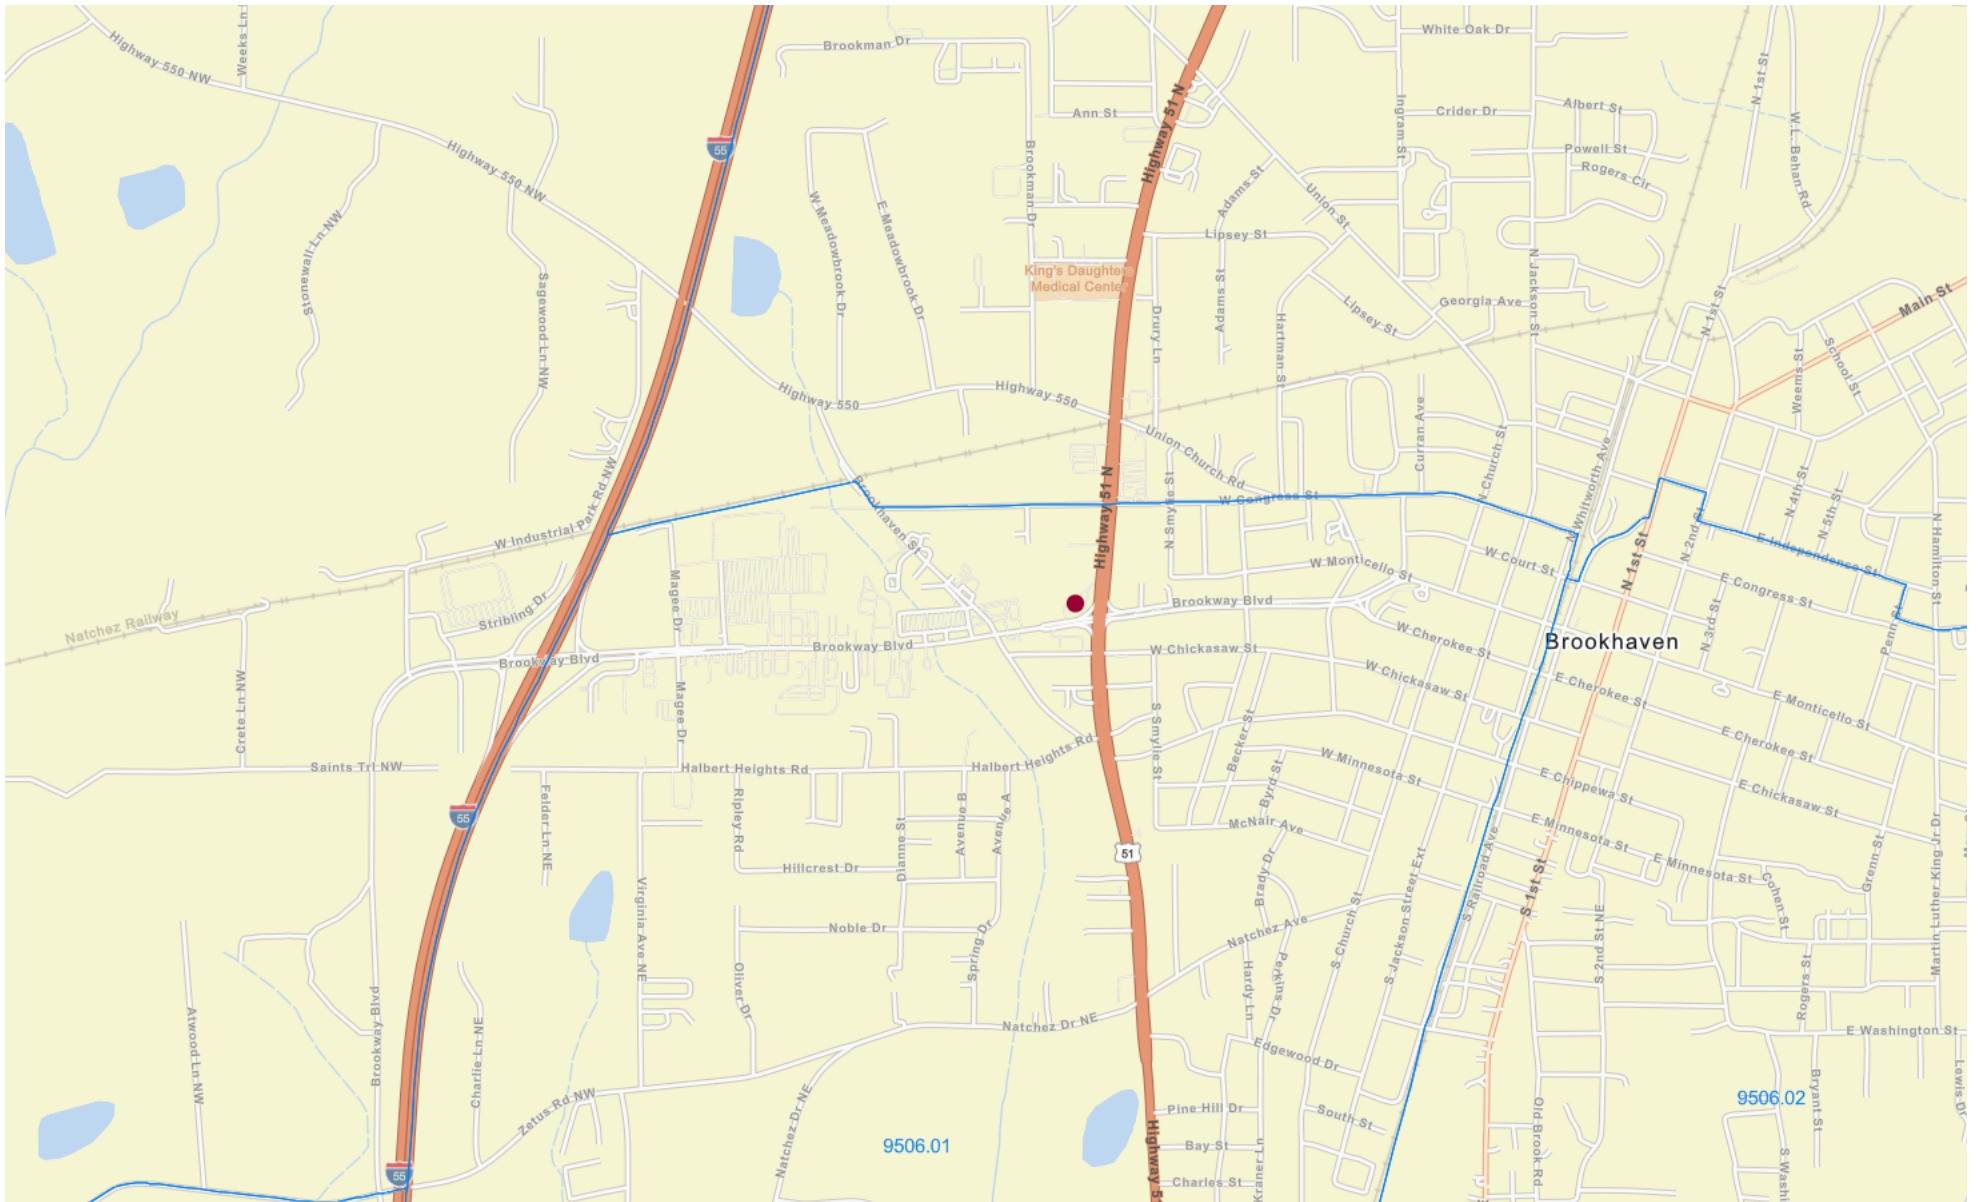 Highway 550 NW
Weeks Ln
Brookman Dr
White Oak Dr
N 1st St
W.L. Behan Rd
Ann St
Highway 51 N
Ingram St
Crider Dr
Albert St
55
Highway 550 NW
Brookman Dr
Powell St
Rogers Cir
Stonewall Ln NW
W Meadowbrook Dr
E Meadowbrook Dr
Adams St
Union St
Lipsey St
Sagewood Ln NW
King's Daughters
Medical Center
Adams St
Drury Ln
Hartman St
Lipsey St
Georgia Ave
N Jackson St
N 1st St
Main St
School St
Weems St
Highway 550
Highway 550
Union Church Rd
Curran Ave
N Church St
N Whitworth Ave
W Industrial Park Rd NW
Brookhaven St
Highway 51 N
N Smylie St
W Congress St
N 4th St
N 5th St
N 2nd St
E Independence St
N Hamilton St
Natchez Railway
Stribling Dr
Magee Dr
W Monticello St
W Court St
N 1st St
E Congress St
Brookway Blvd
Brookway Blvd
Brookway Blvd
W Chickasaw St
W Cherokee St
Brookhaven
N 3rd St
Penn St
Crete Ln NW
Magee Dr
S Smylie St
Becker St
W Chickasaw St
E Cherokee St
E Monticello St
Saints Trl NW
Halbert Heights Rd
Halbert Heights Rd
W Minnesota St
E Cherokee St
E Chippewa St
E Chickasaw St
55
Felder Ln NE
Ripley Rd
Dianne St
Avenue B
Avenue A
Byrd St
McNair Ave
E Minnesota St
E Minnesota St
51
Hillcrest Dr
Brady Dr
S Jackson Street Ext
S Railroad Ave
S 1st St
Cohen St
Grenn St
Martin Luther King Jr Dr
Virginia Ave NE
Noble Dr
Spring Dr
Natchez Ave
S Church St
S 2nd St NE
Oliver Dr
Hardy Ln
Perkins Dr
Rogers St
Atwood Ln NW
Brookway Blvd
Charlie Ln NE
Natchez Dr NE
Edgewood Dr
E Washington St
Zetus Rd NW
Natchez Dr NE
Pine Hill Dr
South St
Old Brook Rd
9506.02
Bryant St
Lewis Dr
9506.01
Bay St
Highway 51
Kramer Ln
Charles St
S Washi
55